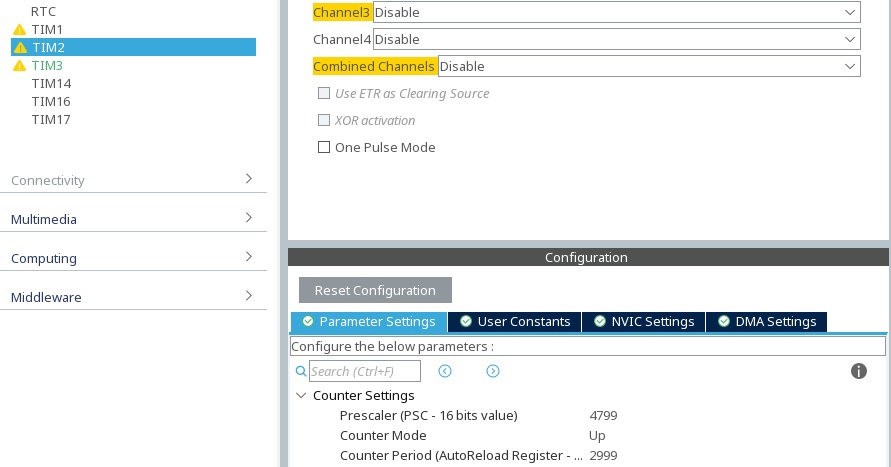 RTC
TIM1
TIM2
TIM3
TIM14
TIM16
TIM17
Connectivity
Multimedia
Computing
Middleware
Channel3 Disable
Channel4 Disable
Combined Channels Disable
Use ETR as Clearing Source
XOR activation
One Pulse Mode
Configuration
Reset Configuration
Parameter Settings User Constants NVIC Settings DMA Settings
Configure the below parameters :
Search (Ctrl+F)
Counter Settings
Prescaler (PSC - 16 bits value) 4799
Counter Mode Up
Counter Period (AutoReload Register - ... 2999